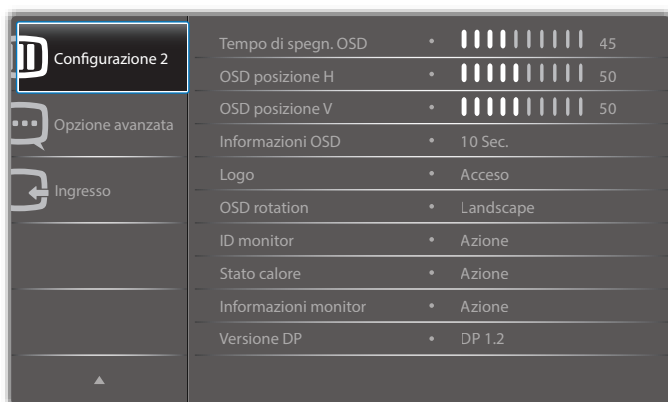 Configurazione 2
Opzione avanzata
Ingresso
Tempo di spegn. OSD • 45
OSD posizione H • 50
OSD posizione V • 50
Informazioni OSD • 10 Sec.
Logo • Acceso
OSD rotation • Landscape
ID monitor • Azione
Stato calore • Azione
Informazioni monitor • Azione
Versione DP • DP 1.2